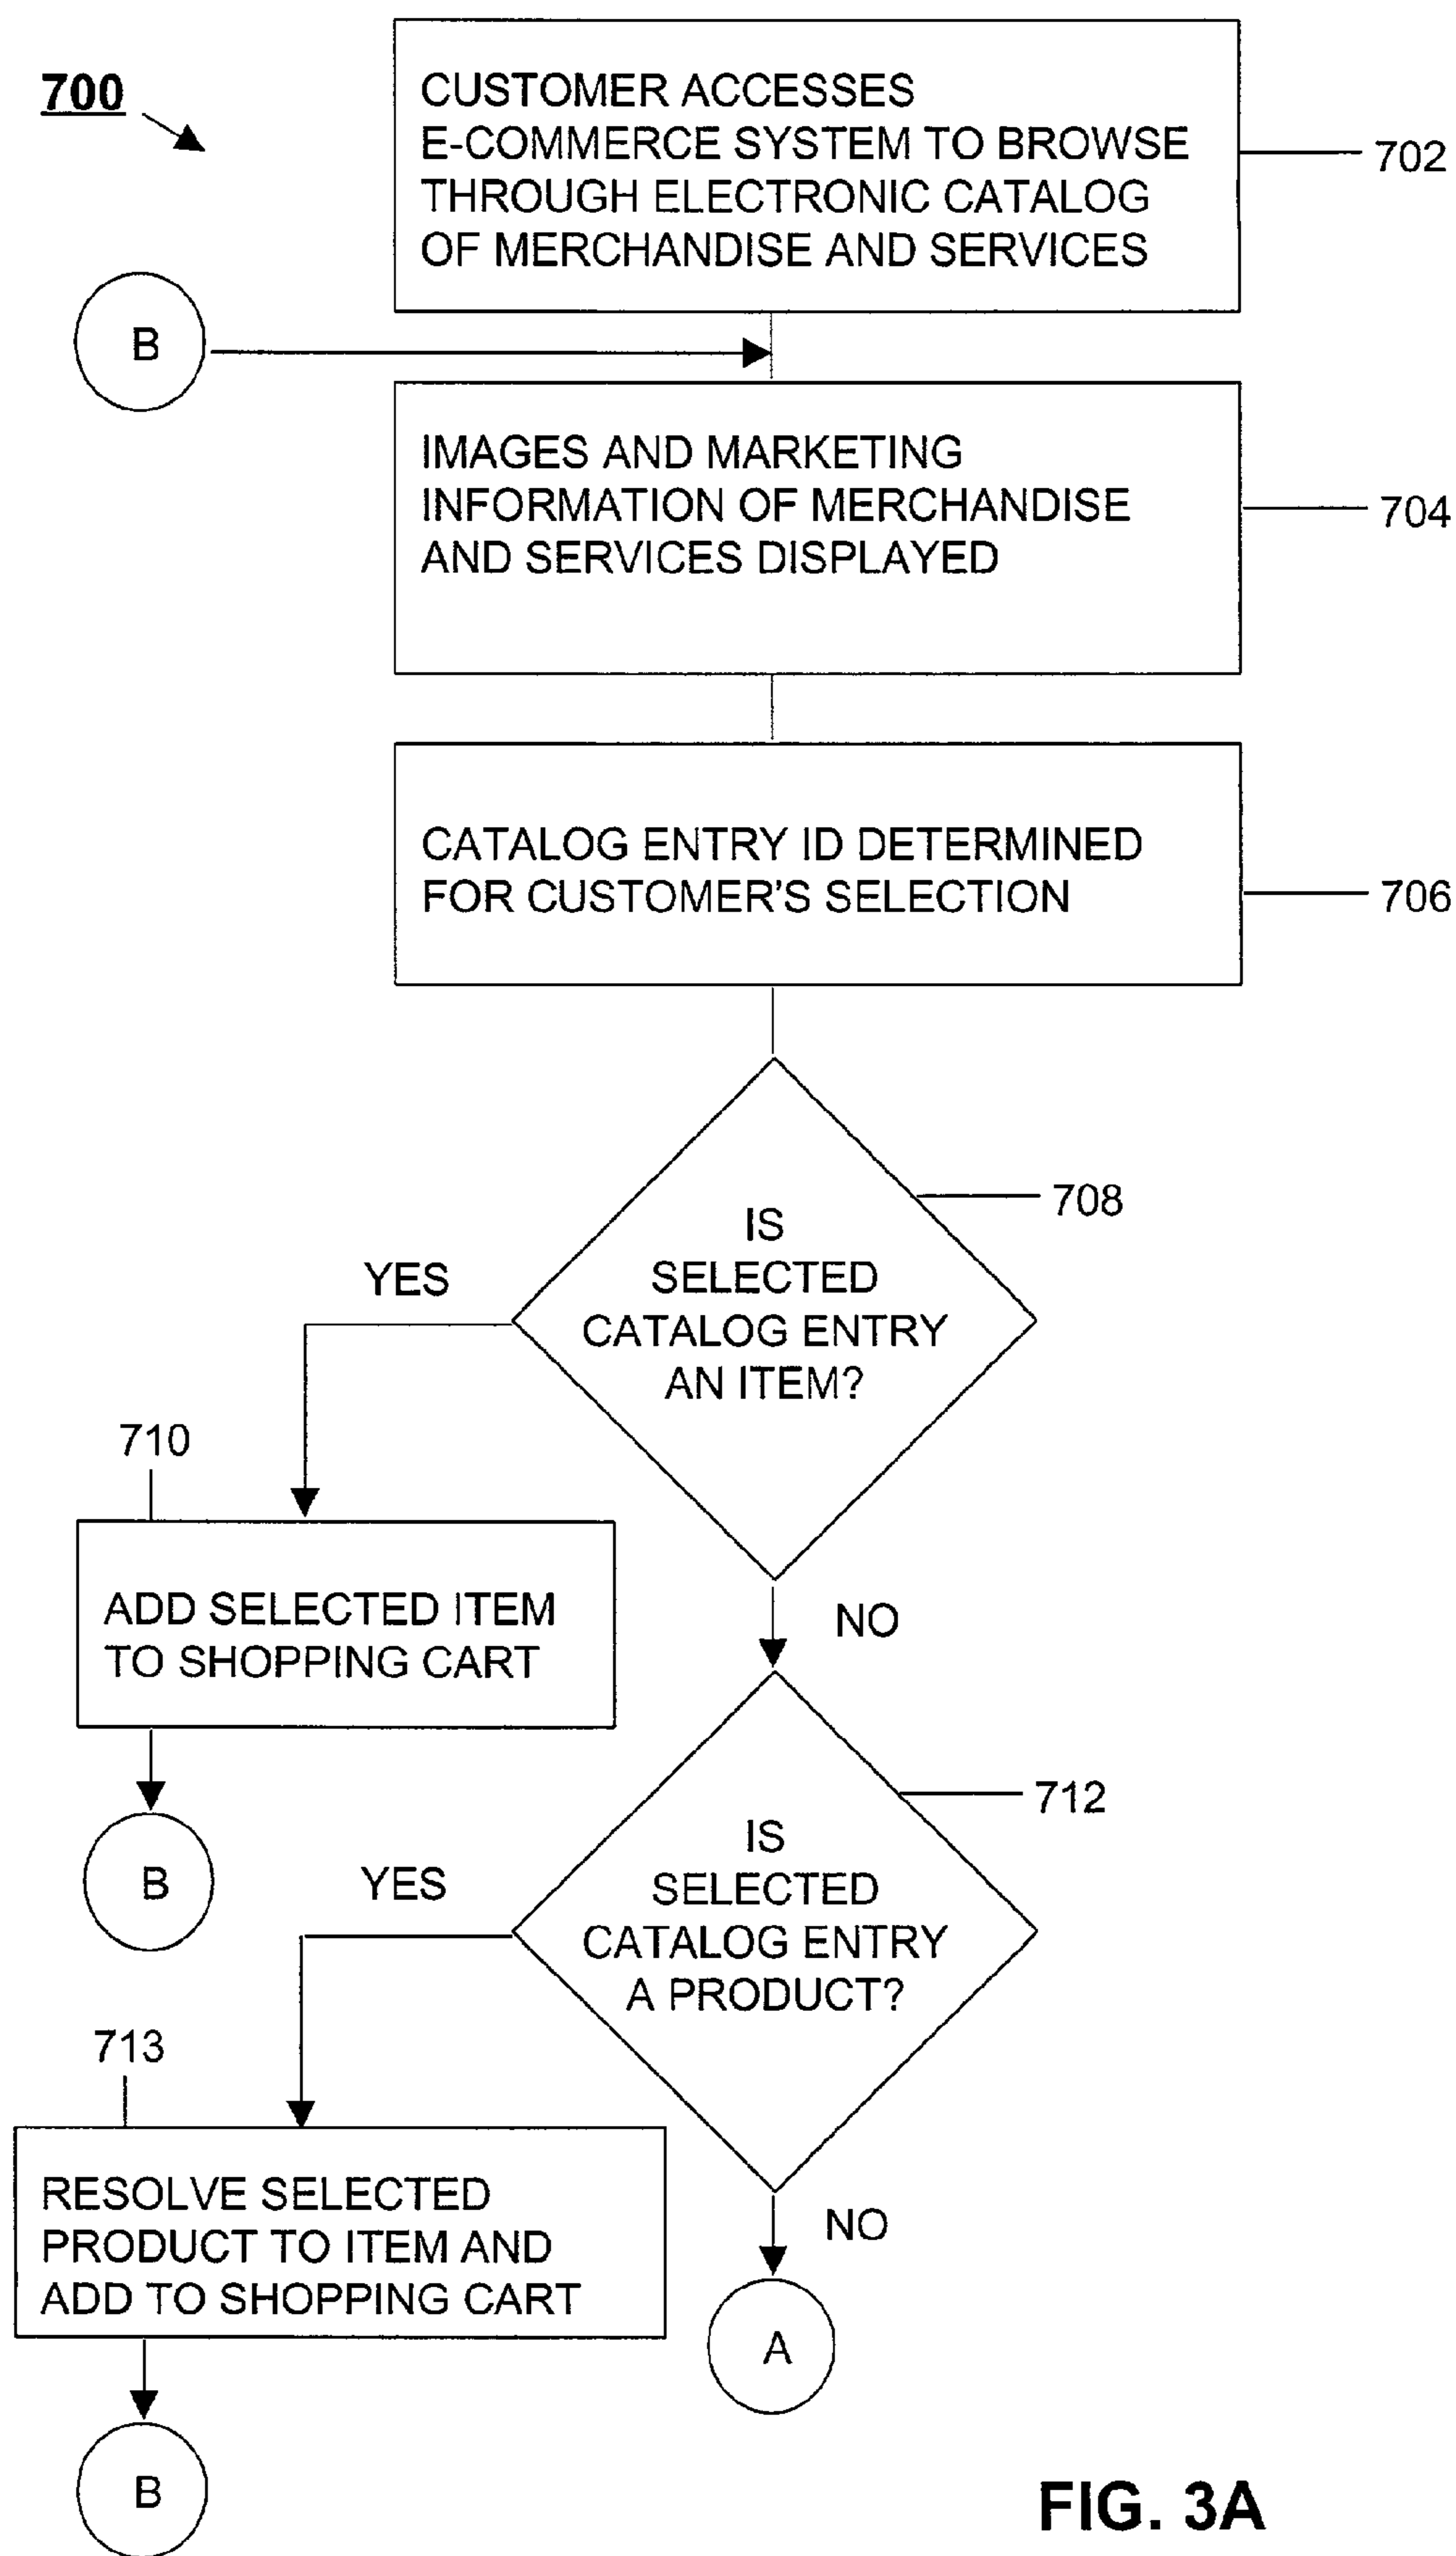 700
CUSTOMER ACCESSES
E-COMMERCE SYSTEM TO BROWSE
THROUGH ELECTRONIC CATALOG
OF MERCHANDISE AND SERVICES
702
B
IMAGES AND MARKETING
INFORMATION OF MERCHANDISE
AND SERVICES DISPLAYED
704
CATALOG ENTRY ID DETERMINED
FOR CUSTOMER'S SELECTION
706
IS
SELECTED
CATALOG ENTRY
AN ITEM?
708
YES
710
ADD SELECTED ITEM
TO SHOPPING CART
B
NO
IS
SELECTED
CATALOG ENTRY
A PRODUCT?
712
YES
713
RESOLVE SELECTED
PRODUCT TO ITEM AND
ADD TO SHOPPING CART
B
NO
A
FIG. 3A